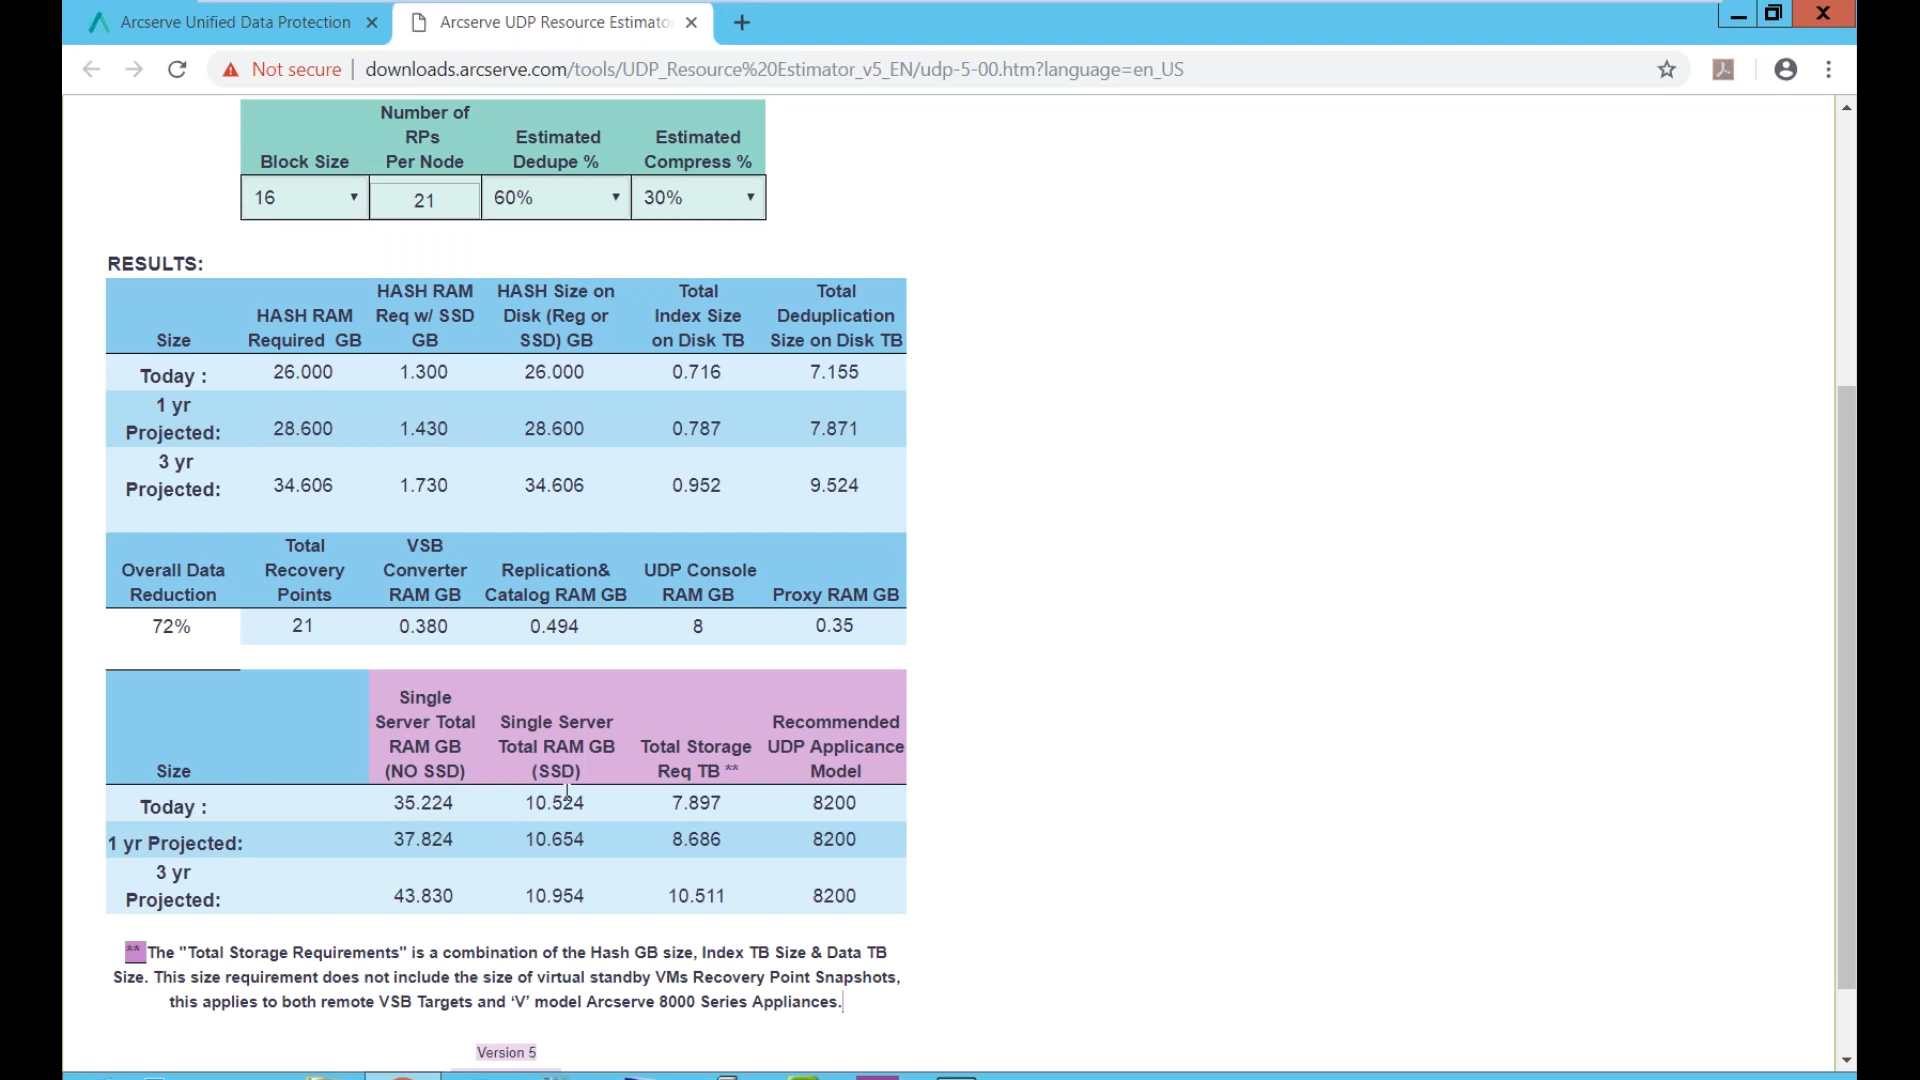 Arcserve Unified Data Protection
Arcserve UDP Resource Estimator
Not secure | downloads.arcserve.com/tools/UDP_Resource%20Estimator_v5_EN/udp-5-00.htm?language=en_US
Block Size
Number of
RPs
Per Node
Estimated
Dedupe %
Estimated
Compress %
16 21 60% 30%
RESULTS:
Size
HASH RAM
Required GB
HASH RAM
Req w/ SSD
GB
HASH Size on
Disk (Reg or
SSD) GB
Total
Index Size
on Disk TB
Total
Deduplication
Size on Disk TB
Today : 26.000 1.300 26.000 0.716 7.155
1 yr
Projected: 28.600 1.430 28.600 0.787 7.871
3 yr
Projected: 34.606 1.730 34.606 0.952 9.524
Overall Data
Reduction
Total
Recovery
Points
VSB
Converter
RAM GB
Replication&
Catalog RAM GB
UDP Console
RAM GB
Proxy RAM GB
72% 21 0.380 0.494 8 0.35
Size
Single
Server Total
RAM GB
(NO SSD)
Single Server
Total RAM GB
(SSD)
Total Storage
Req TB **
Recommended
UDP Applicance
Model
Today : 35.224 10.524 7.897 8200
1 yr Projected: 37.824 10.654 8.686 8200
3 yr
Projected: 43.830 10.954 10.511 8200
** The "Total Storage Requirements" is a combination of the Hash GB size, Index TB Size & Data TB
Size. This size requirement does not include the size of virtual standby VMs Recovery Point Snapshots,
this applies to both remote VSB Targets and ‘V’ model Arcserve 8000 Series Appliances.
Version 5